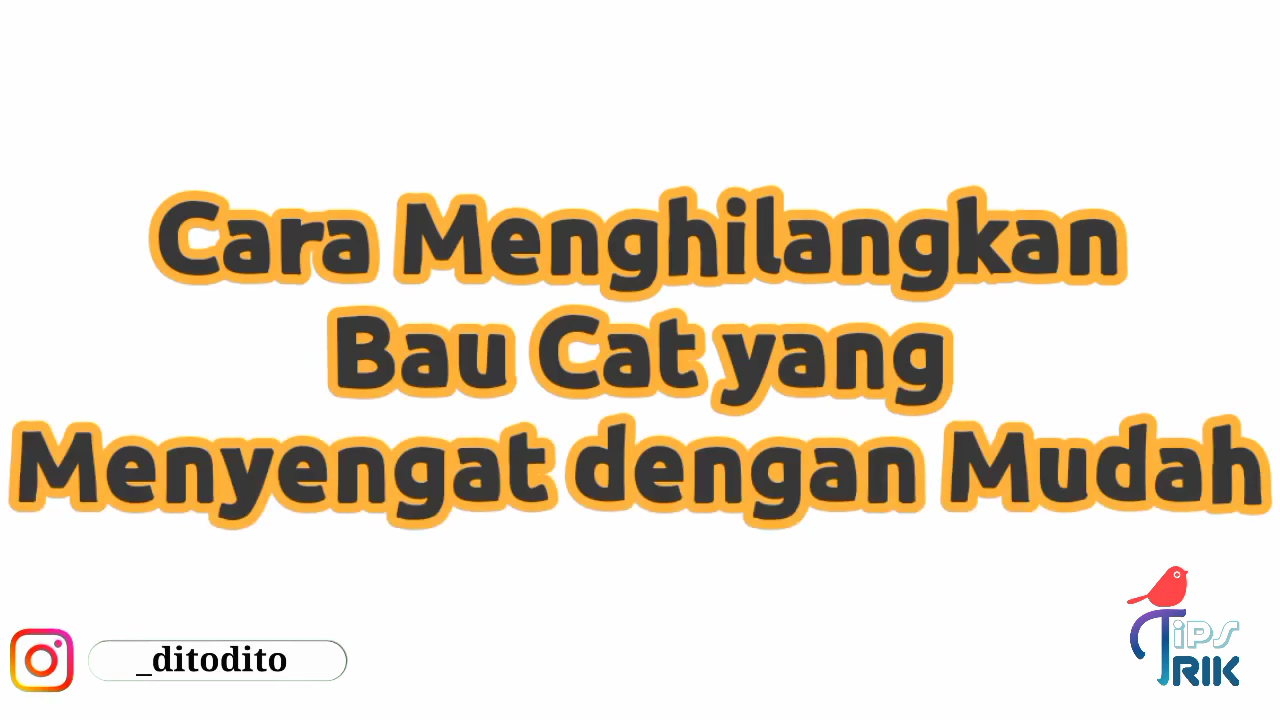 Cara Menghilangkan
Bau Cat yang
Menyengat dengan Mudah
_ditodito
TiPS
TRIK